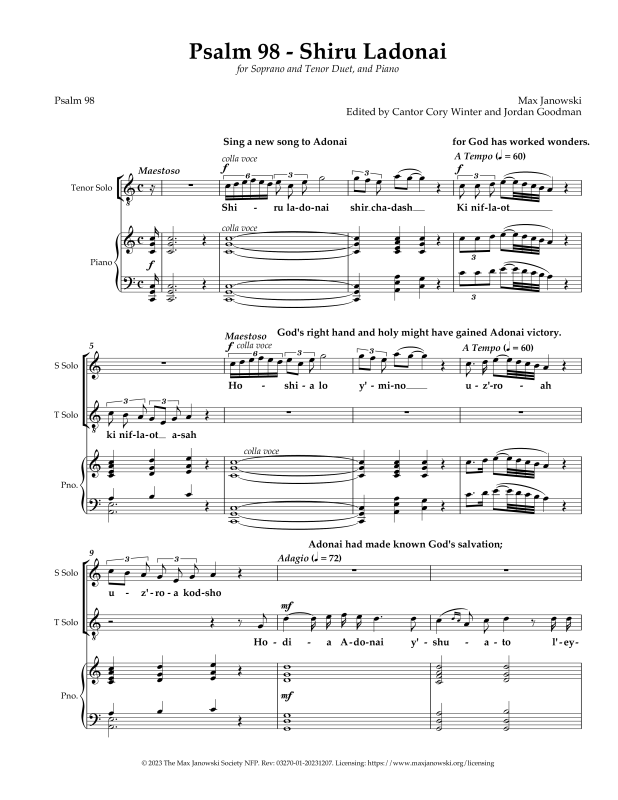 Psalm 98 - Shiru Ladonai
for Soprano and Tenor Duet, and Piano
Psalm 98
Max Janowski
Edited by Cantor Cory Winter and Jordan Goodman
Sing a new song to Adonai for God has worked wonders.
Maestoso colla voce A Tempo (♩ = 60)
f f
6 3 3 3
Tenor Solo
Shi - ru la-do-nai shir cha-dash Ki nif-la-ot
colla voce
Piano
f
3
3
5
Maestoso God's right hand and holy might have gained Adonai victory.
f colla voce A Tempo (♩ = 60)
6 3 3
S Solo
Ho - shi - a lo y' - mi-no u - z'-ro - ah
3 3
T Solo
ki nif-la-ot a-sah
colla voce
Pno.
9
Adonai had made known God's salvation;
3 3
Adagio (♩ = 72)
S Solo
u - z'-ro - a kod-sho
mf
T Solo
Ho - di - a A-do-nai y' - shu - a - to l'-ey-
Pno.
mf
© 2023 The Max Janowski Society NFP. Rev: 03270-01-20231207. Licensing: https://www.maxjanowski.org/licensing